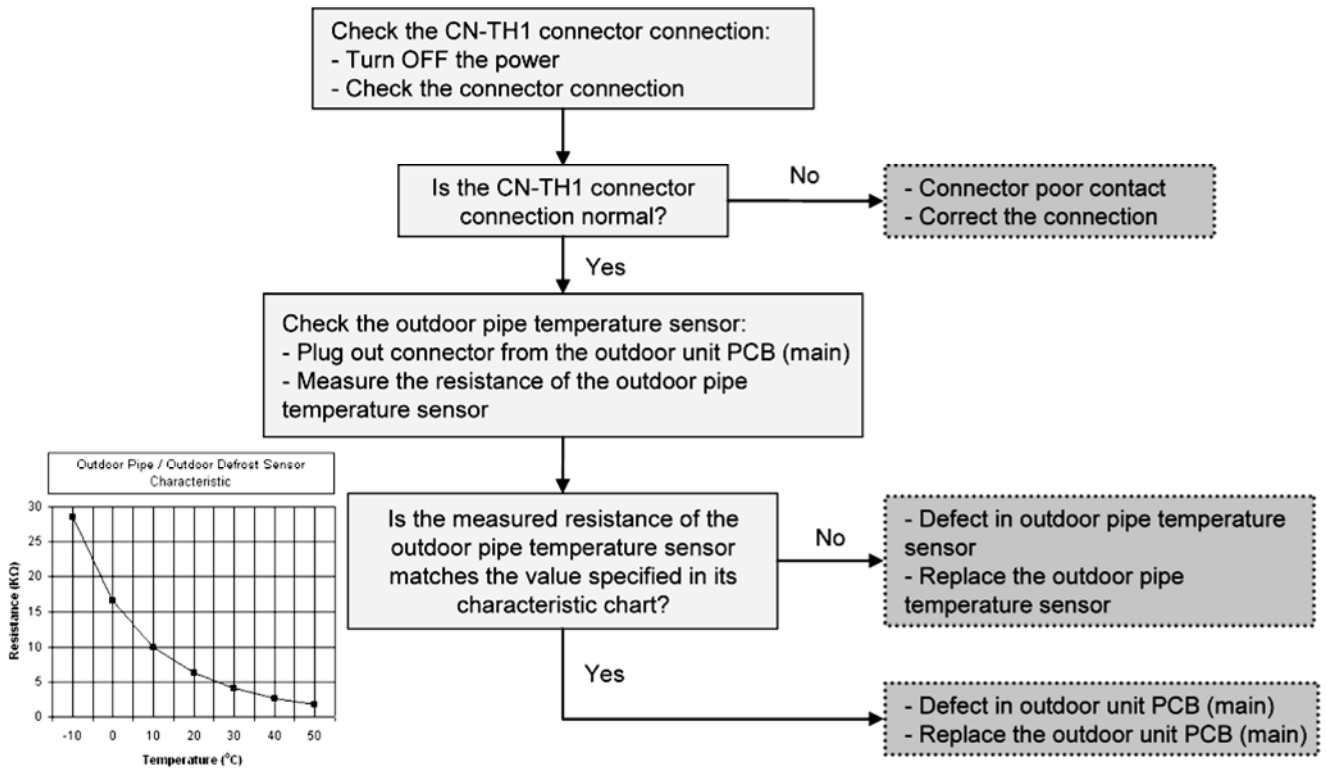 Check the CN-TH1 connector connection:
- Turn OFF the power
- Check the connector connection
Is the CN-TH1 connector
connection normal?
No
- Connector poor contact
- Correct the connection
Yes
Check the outdoor pipe temperature sensor:
- Plug out connector from the outdoor unit PCB (main)
- Measure the resistance of the outdoor pipe
temperature sensor
Outdoor Pipe / Outdoor Defrost Sensor
Characteristic
Resistance (KΩ)
30
25
20
15
10
5
0
-10 0 10 20 30 40 50
Temperature (⁰C)
Is the measured resistance of the
outdoor pipe temperature sensor
matches the value specified in its
characteristic chart?
No
- Defect in outdoor pipe temperature
sensor
- Replace the outdoor pipe
temperature sensor
Yes
- Defect in outdoor unit PCB (main)
- Replace the outdoor unit PCB (main)